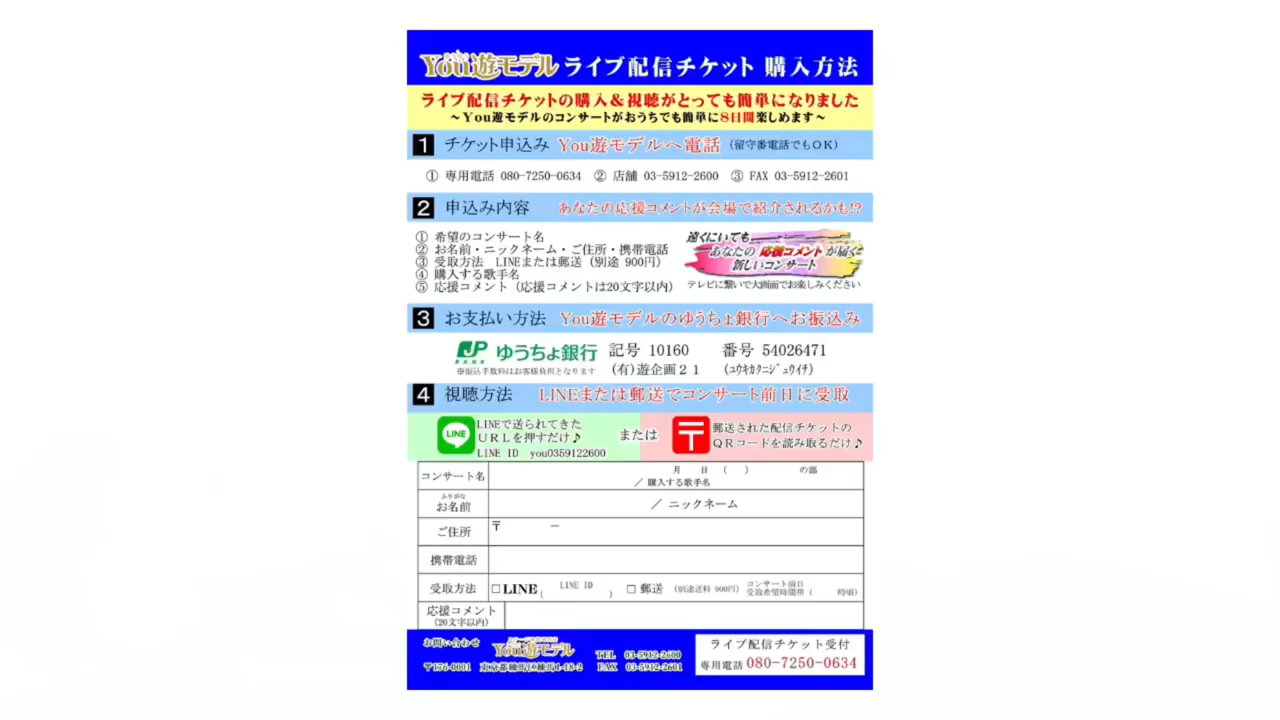 You遊モデル ライブ配信チケット 購入方法
ライブ配信チケットの購入&視聴がとっても簡単になりました
～You遊モデルのコンサートがおうちでも簡単に8日間楽しめます～
1 チケット申込み You遊モデルへ電話 (留守番電話でもOK)
① 専用電話 080-7250-0634 ② 店舗 03-5912-2600 ③ FAX 03-5912-2601
2 申込み内容 あなたの応援コメントが会場で紹介されるかも!?
① 希望のコンサート名
② お名前・ニックネーム・ご住所・携帯電話
③ 受取方法 LINEまたは郵送 (別途 900円)
④ 購入する歌手名
⑤ 応援コメント (応援コメントは20文字以内)
遠くにいても
あなたの 応援コメント が届く
新しいコンサート
テレビに繋いで大画面でお楽しみください
3 お支払い方法 You遊モデルのゆうちょ銀行へお振込み
JP BANK ゆうちょ銀行 記号 10160 番号 54026471
※振込手数料はお客様負担となります (有)遊企画21 (ユウキカクニジュウイチ)
4 視聴方法 LINEまたは郵送でコンサート前日に受取
LINE
LINEで送られてきた
URLを押すだけ♪
LINE ID you0359122600
または
〒
郵送された配信チケットの
QRコードを読み取るだけ♪
コンサート名 月 日 ( ) の部
／ 購入する歌手名
ふりがな
お名前 ／ ニックネーム
ご住所 〒 －
携帯電話
受取方法 □LINE( LINE ID ) □ 郵送 (別途送料 900円) コンサート前日
受取希望時間帯 ( 時頃)
応援コメント
(20文字以内)
お問い合わせ You遊モデル TEL 03-5912-2600
〒176-0001 東京都練馬区練馬1-18-2 FAX 03-5912-2601
ライブ配信チケット受付
専用電話 080-7250-0634